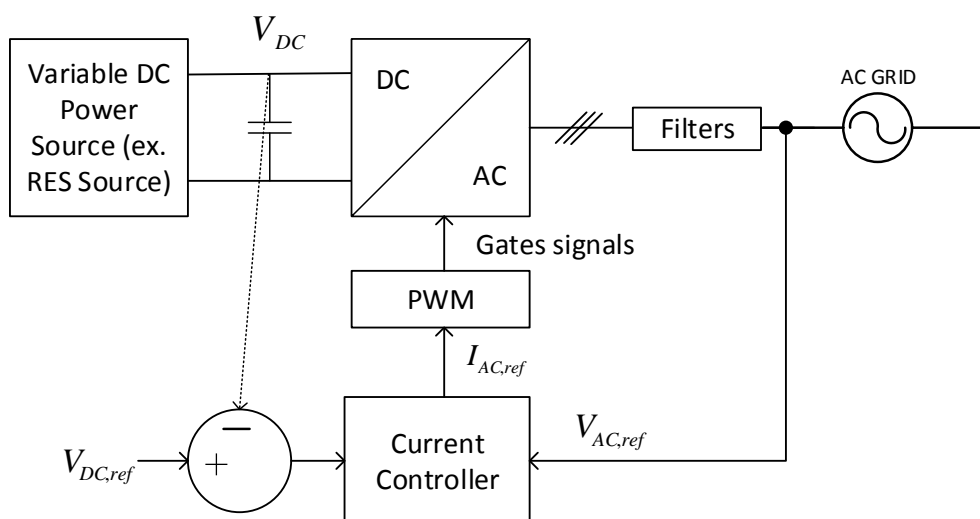 V_DC
Variable DC
Power
Source (ex.
RES Source)
DC
AC
Filters
AC GRID
Gates signals
PWM
I_AC,ref
V_DC,ref
−
+
Current
Controller
V_AC,ref